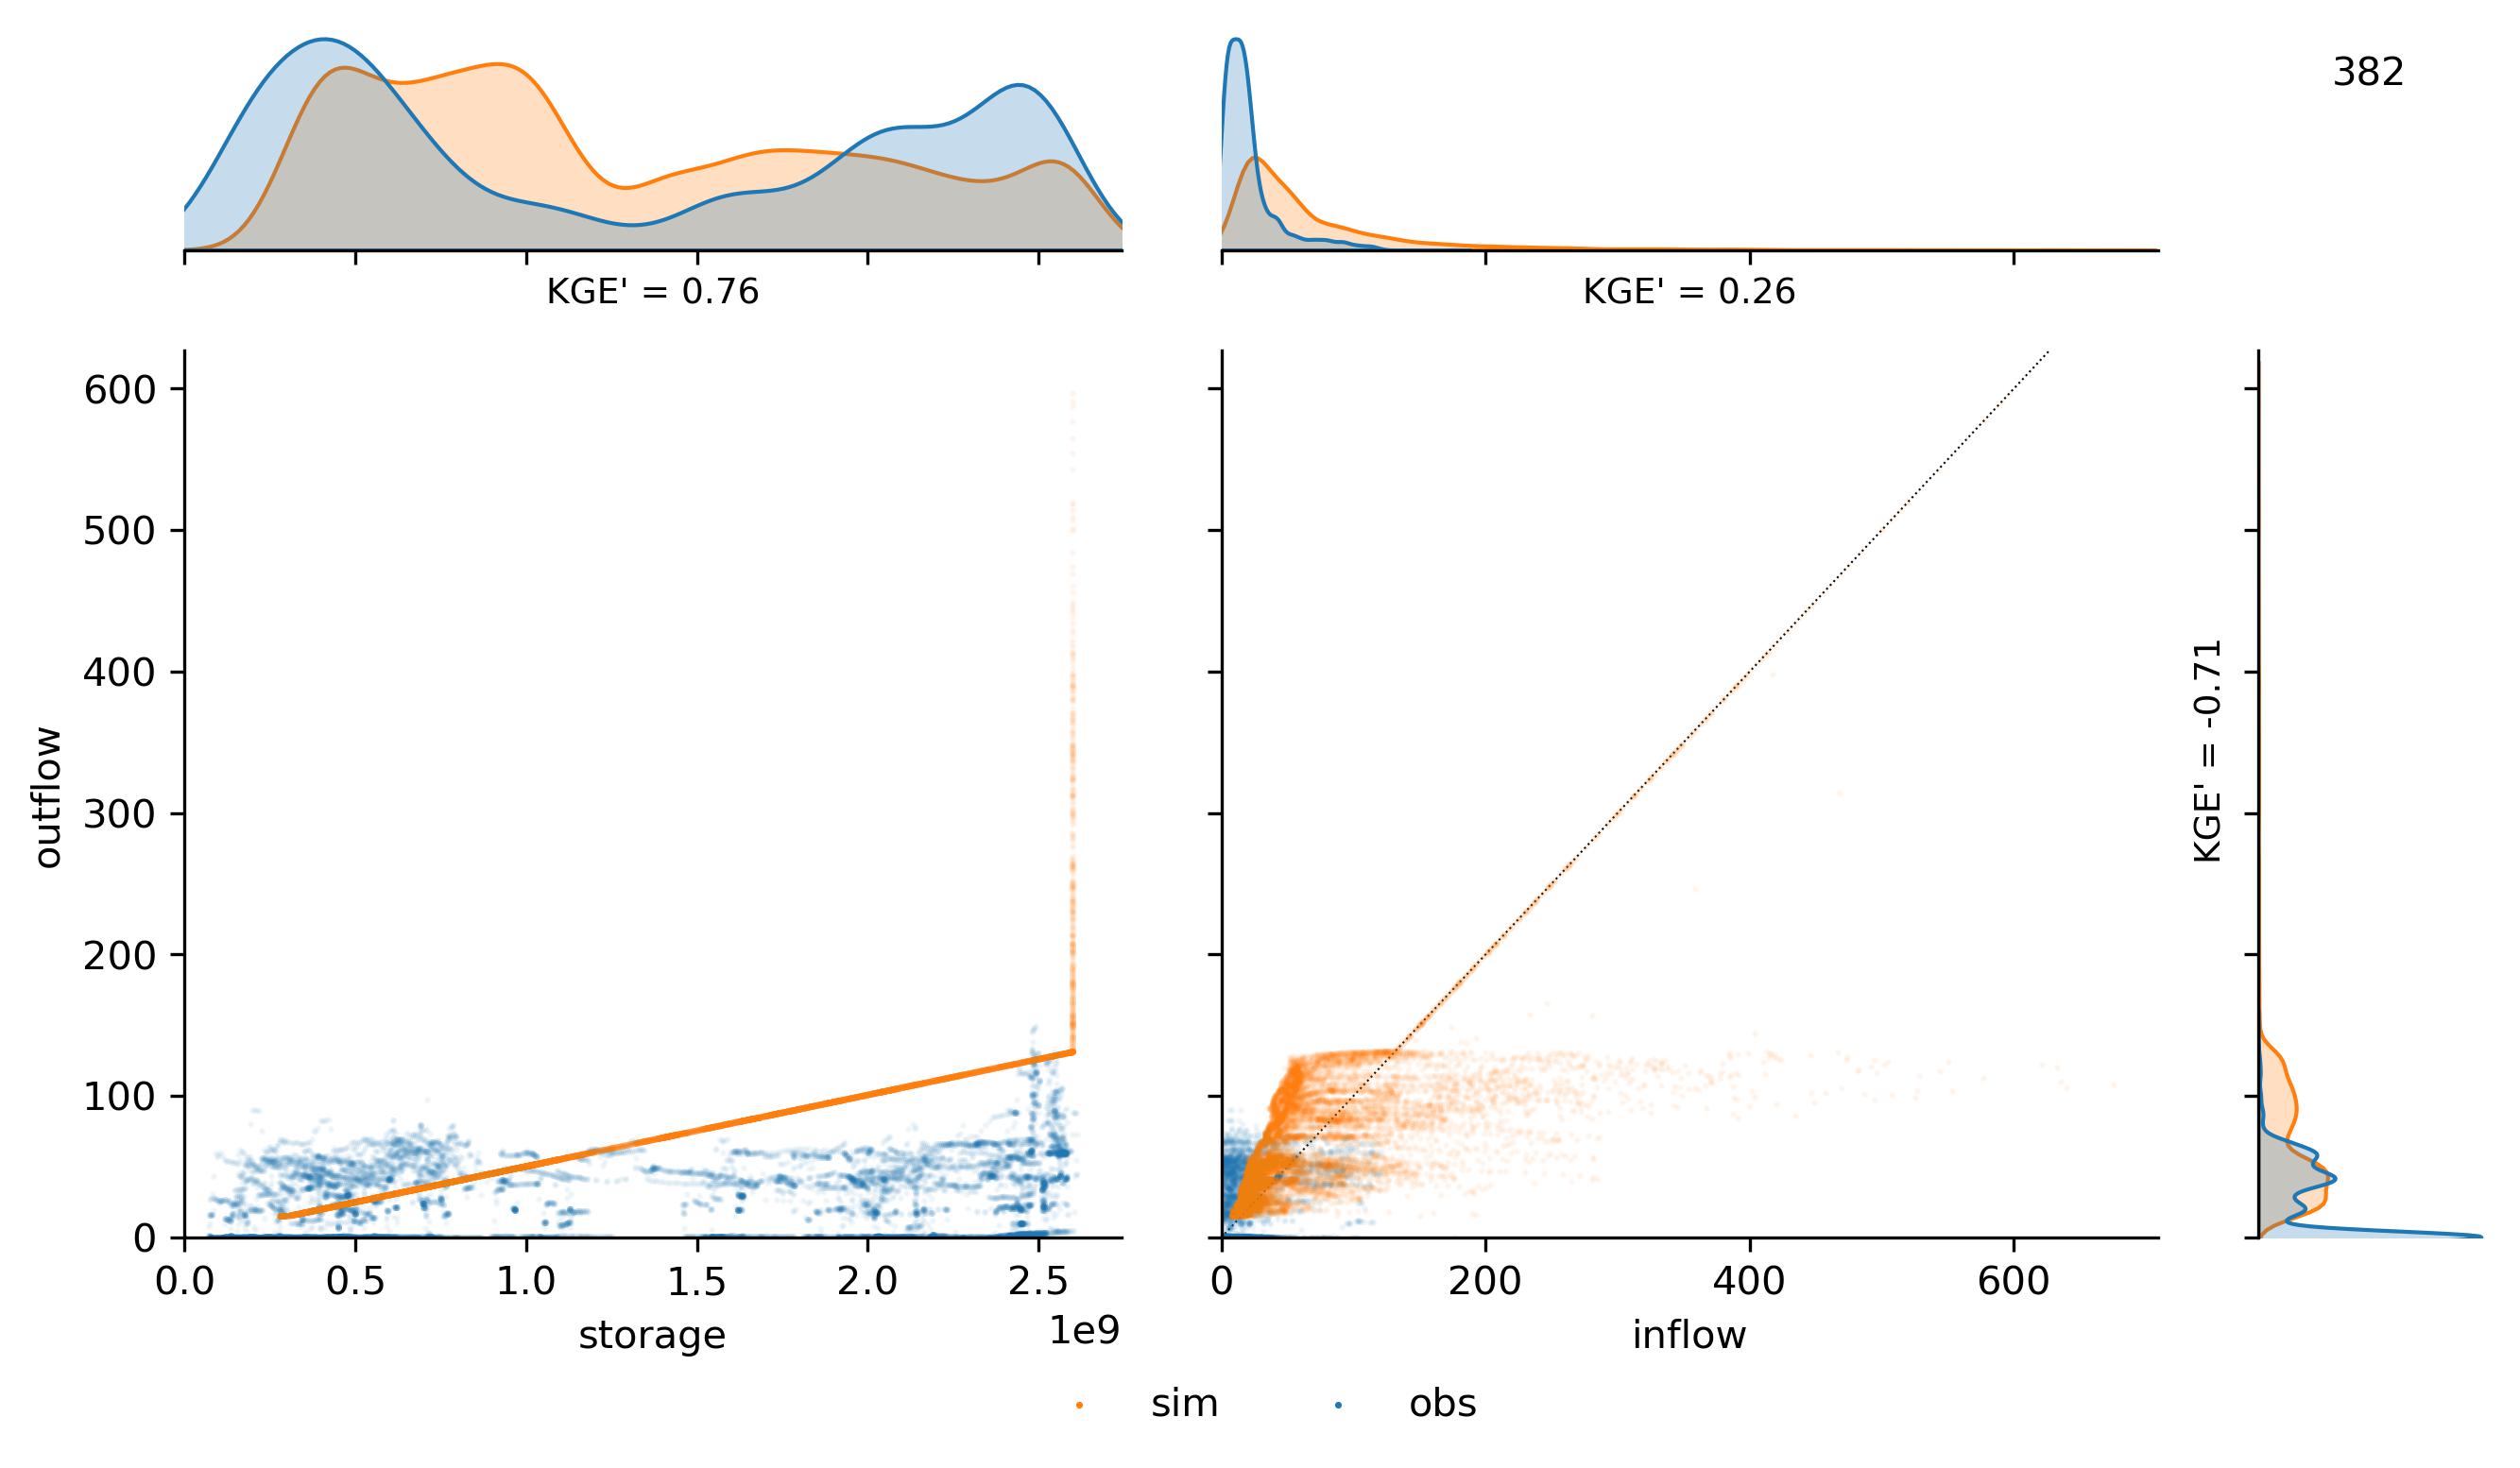 382
KGE' = 0.76
KGE' = 0.26
600
500
400
300
200
100
0
outflow
KGE' = -0.71
0.0 0.5 1.0 1.5 2.0 2.5
1e9
storage
0 200 400 600
inflow
sim obs